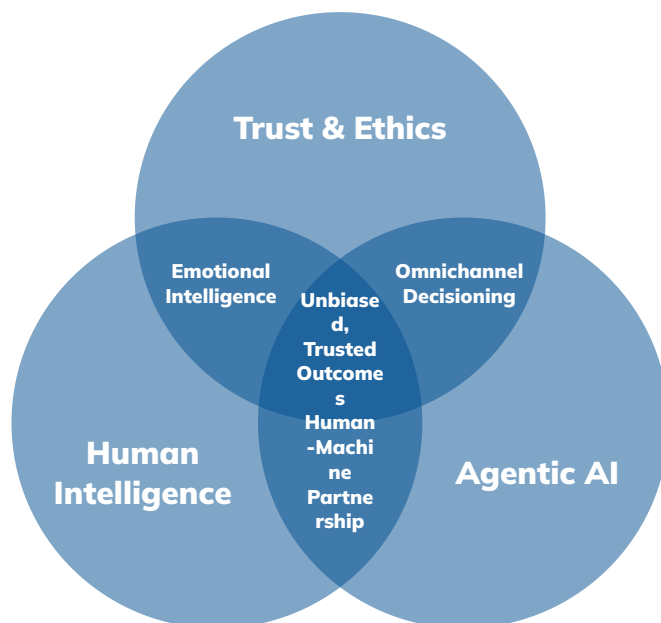 Trust & Ethics
Emotional
Intelligence
Omnichannel
Decisioning
Unbiase
d,
Trusted
Outcome
s
Human
-Machi
ne
Partne
rship
Human
Intelligence
Agentic AI